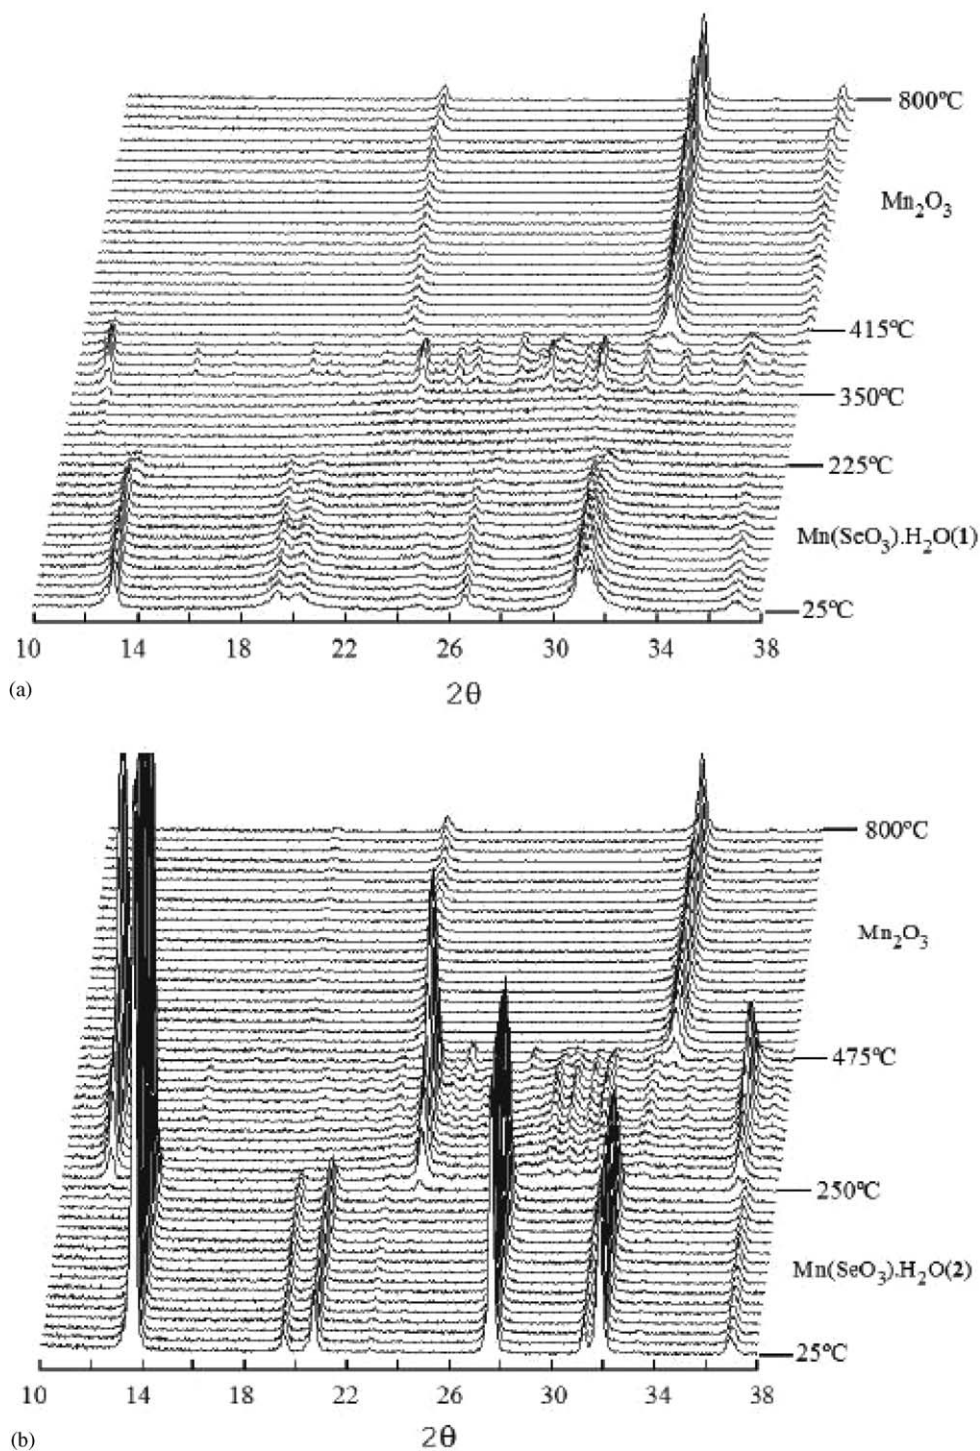 800ºC
Mn2O3
415ºC
350ºC
225ºC
Mn(SeO3).H2O(1)
25ºC
10 14 18 22 26 30 34 38
(a)
2θ
800ºC
Mn2O3
475ºC
250ºC
Mn(SeO3).H2O(2)
25ºC
10 14 18 22 26 30 34 38
(b)
2θ